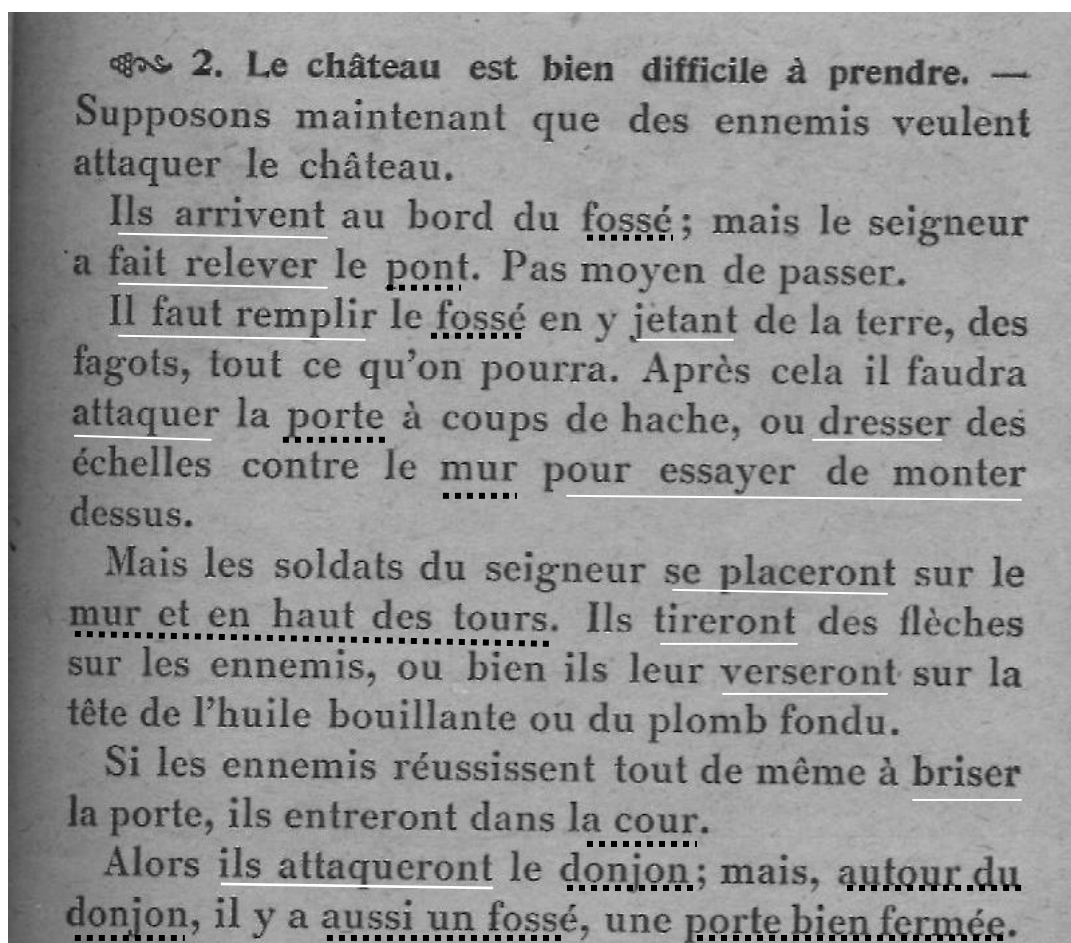 2. Le château est bien difficile à prendre. —
Supposons maintenant que des ennemis veulent
attaquer le château.
Ils arrivent au bord du fossé ; mais le seigneur
a fait relever le pont. Pas moyen de passer.
Il faut remplir le fossé en y jetant de la terre, des
fagots, tout ce qu'on pourra. Après cela il faudra
attaquer la porte à coups de hache, ou dresser des
échelles contre le mur pour essayer de monter
dessus.
Mais les soldats du seigneur se placeront sur le
mur et en haut des tours. Ils tireront des flèches
sur les ennemis, ou bien ils leur verseront sur la
tête de l'huile bouillante ou du plomb fondu.
Si les ennemis réussissent tout de même à briser
la porte, ils entreront dans la cour.
Alors ils attaqueront le donjon ; mais, autour du
donjon, il y a aussi un fossé, une porte bien fermée.